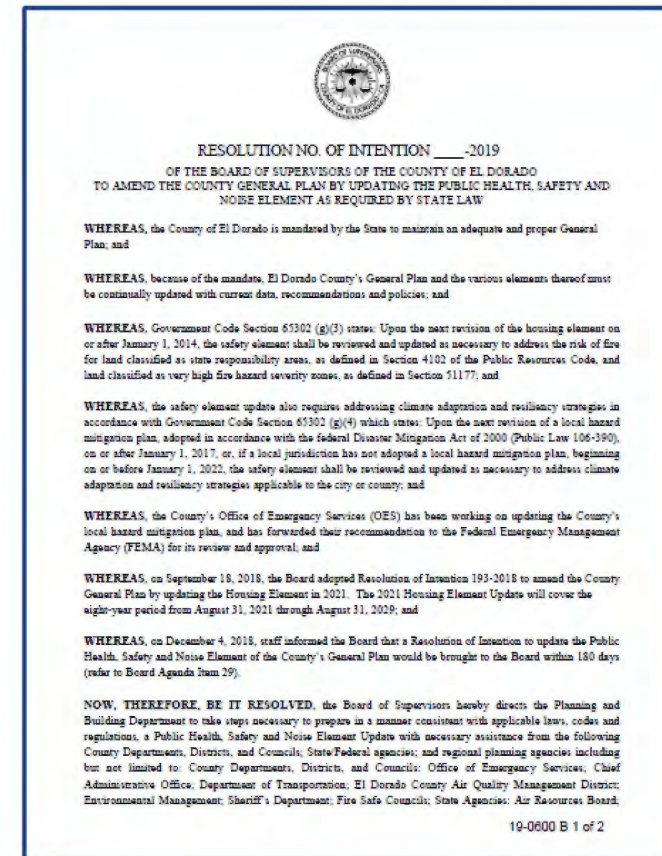 BOARD OF SUPERVISORS
COUNTY OF EL DORADO
RESOLUTION NO. OF INTENTION ____-2019
OF THE BOARD OF SUPERVISORS OF THE COUNTY OF EL DORADO
TO AMEND THE COUNTY GENERAL PLAN BY UPDATING THE PUBLIC HEALTH, SAFETY AND
NOISE ELEMENT AS REQUIRED BY STATE LAW
WHEREAS, the County of El Dorado is mandated by the State to maintain an adequate and proper General
Plan; and
WHEREAS, because of the mandate, El Dorado County's General Plan and the various elements thereof must
be continually updated with current data, recommendations and policies; and
WHEREAS, Government Code Section 65302 (g)(3) states: Upon the next revision of the housing element on
or after January 1, 2014, the safety element shall be reviewed and updated as necessary to address the risk of fire
for land classified as state responsibility areas, as defined in Section 4102 of the Public Resources Code, and
land classified as very high fire hazard severity zones, as defined in Section 51177; and
WHEREAS, the safety element update also requires addressing climate adaptation and resiliency strategies in
accordance with Government Code Section 65302 (g)(4) which states: Upon the next revision of a local hazard
mitigation plan, adopted in accordance with the federal Disaster Mitigation Act of 2000 (Public Law 106-390),
on or after January 1, 2017, or, if a local jurisdiction has not adopted a local hazard mitigation plan, beginning
on or before January 1, 2022, the safety element shall be reviewed and updated as necessary to address climate
adaptation and resiliency strategies applicable to the city or county; and
WHEREAS, the County's Office of Emergency Services (OES) has been working on updating the County's
local hazard mitigation plan, and has forwarded their recommendation to the Federal Emergency Management
Agency (FEMA) for its review and approval; and
WHEREAS, on September 18, 2018, the Board adopted Resolution of Intention 193-2018 to amend the County
General Plan by updating the Housing Element in 2021. The 2021 Housing Element Update will cover the
eight-year period from August 31, 2021 through August 31, 2029; and
WHEREAS, on December 4, 2018, staff informed the Board that a Resolution of Intention to update the Public
Health, Safety and Noise Element of the County's General Plan would be brought to the Board within 180 days
(refer to Board Agenda Item 29).
NOW, THEREFORE, BE IT RESOLVED, the Board of Supervisors hereby directs the Planning and
Building Department to take steps necessary to prepare in a manner consistent with applicable laws, codes and
regulations, a Public Health, Safety and Noise Element Update with necessary assistance from the following
County Departments, Districts, and Councils; State/Federal agencies; and regional planning agencies including
but not limited to: County Departments, Districts, and Councils: Office of Emergency Services; Chief
Administrative Office; Department of Transportation; El Dorado County Air Quality Management District;
Environmental Management; Sheriff's Department; Fire Safe Councils; State Agencies: Air Resources Board;
19-0600 B 1 of 2